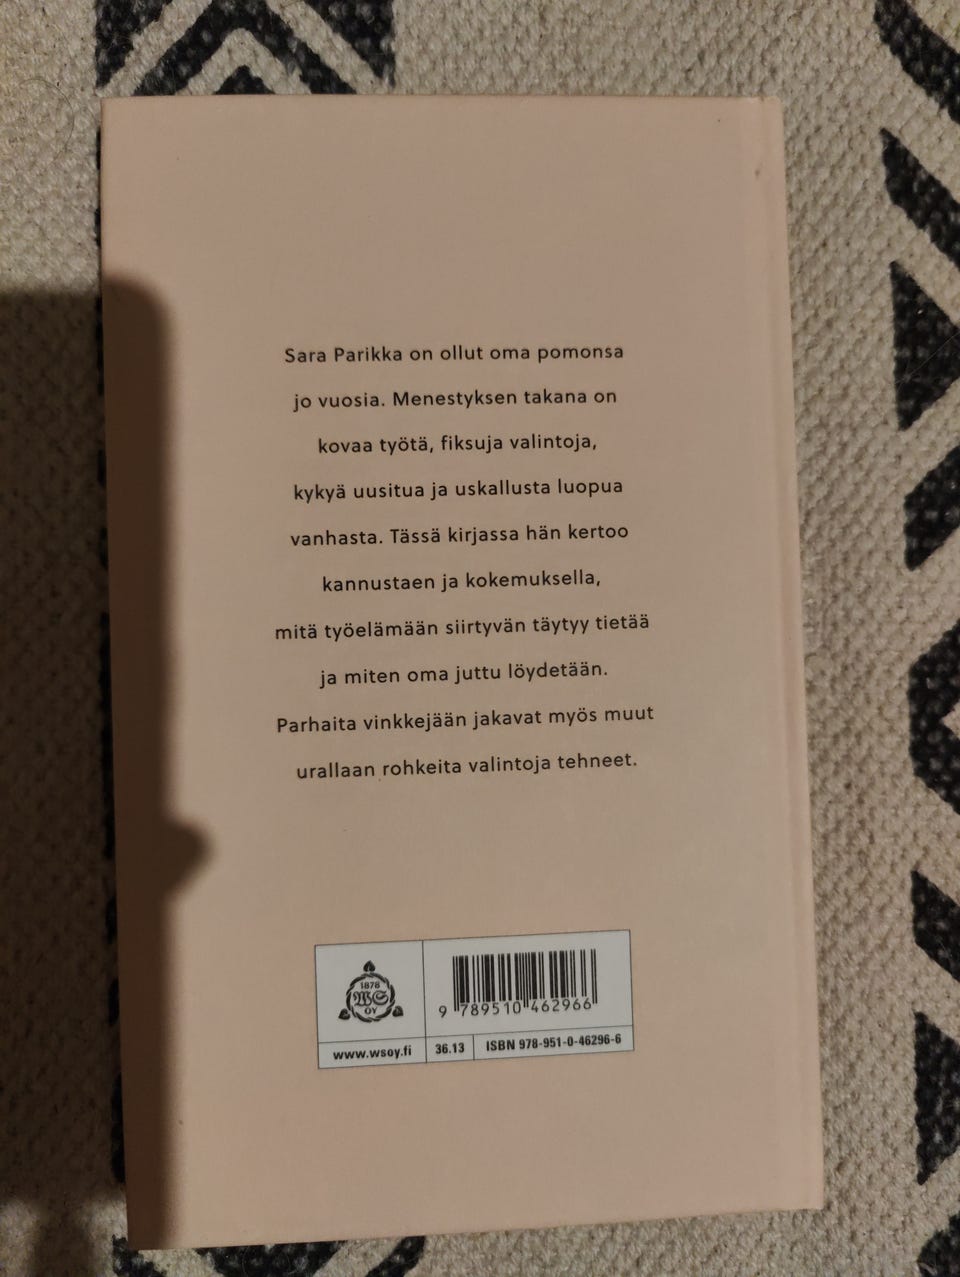 Sara Parikka on ollut oma pomonsa
jo vuosia. Menestyksen takana on
kovaa työtä, fiksuja valintoja,
kykyä uusitua ja uskallusta luopua
vanhasta. Tässä kirjassa hän kertoo
kannustaen ja kokemuksella,
mitä työelämään siirtyvän täytyy tietää
ja miten oma juttu löydetään.
Parhaita vinkkejään jakavat myös muut
urallaan rohkeita valintoja tehneet.
1878
WS
OY
9 789510 462966
www.wsoy.fi
36.13
ISBN 978-951-0-46296-6